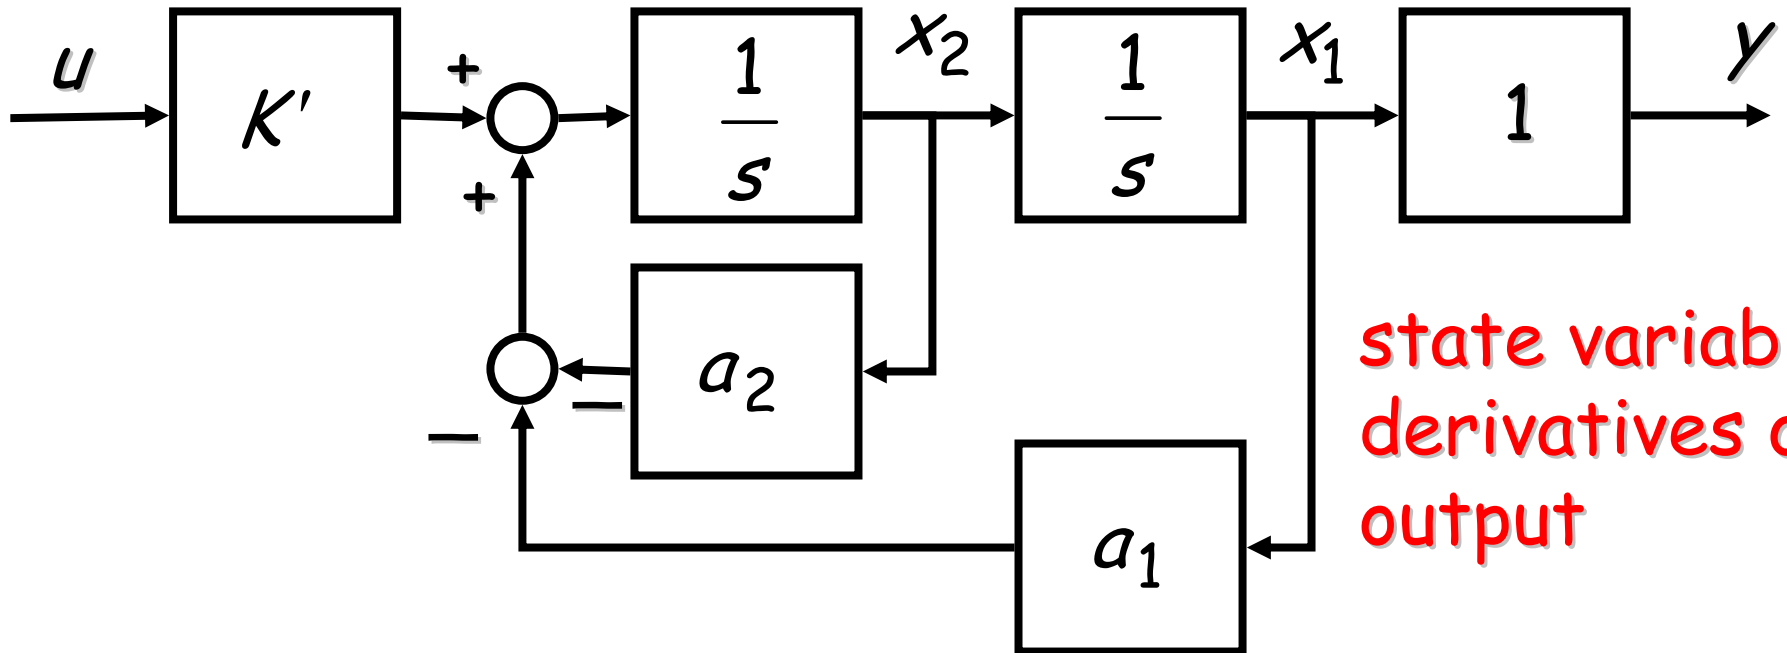 u
K′
+
+
1
s
x2
1
s
x1
1
y
a2
−
−
a1
state variab
derivatives
output